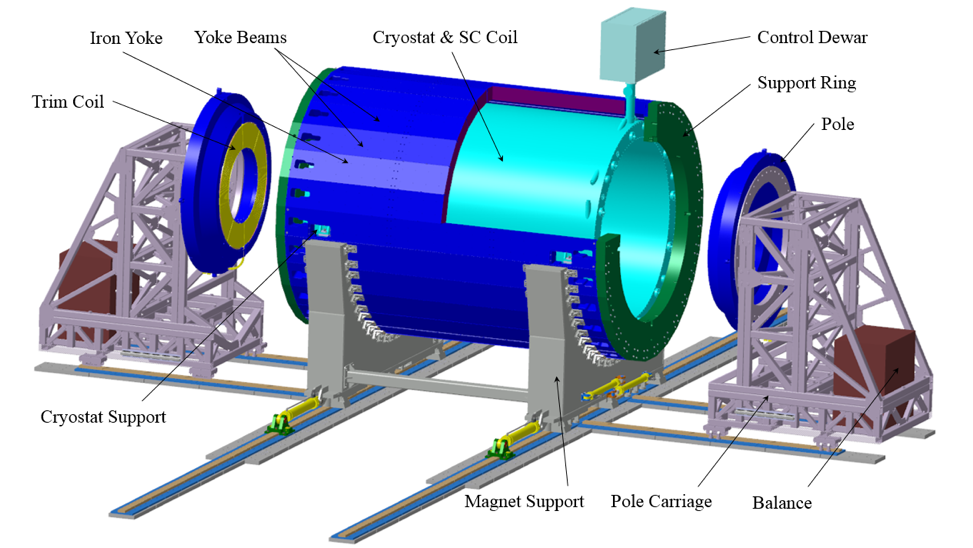 Iron Yoke
Yoke Beams
Cryostat & SC Coil
Control Dewar
Support Ring
Trim Coil
Pole
Cryostat Support
Magnet Support
Pole Carriage
Balance